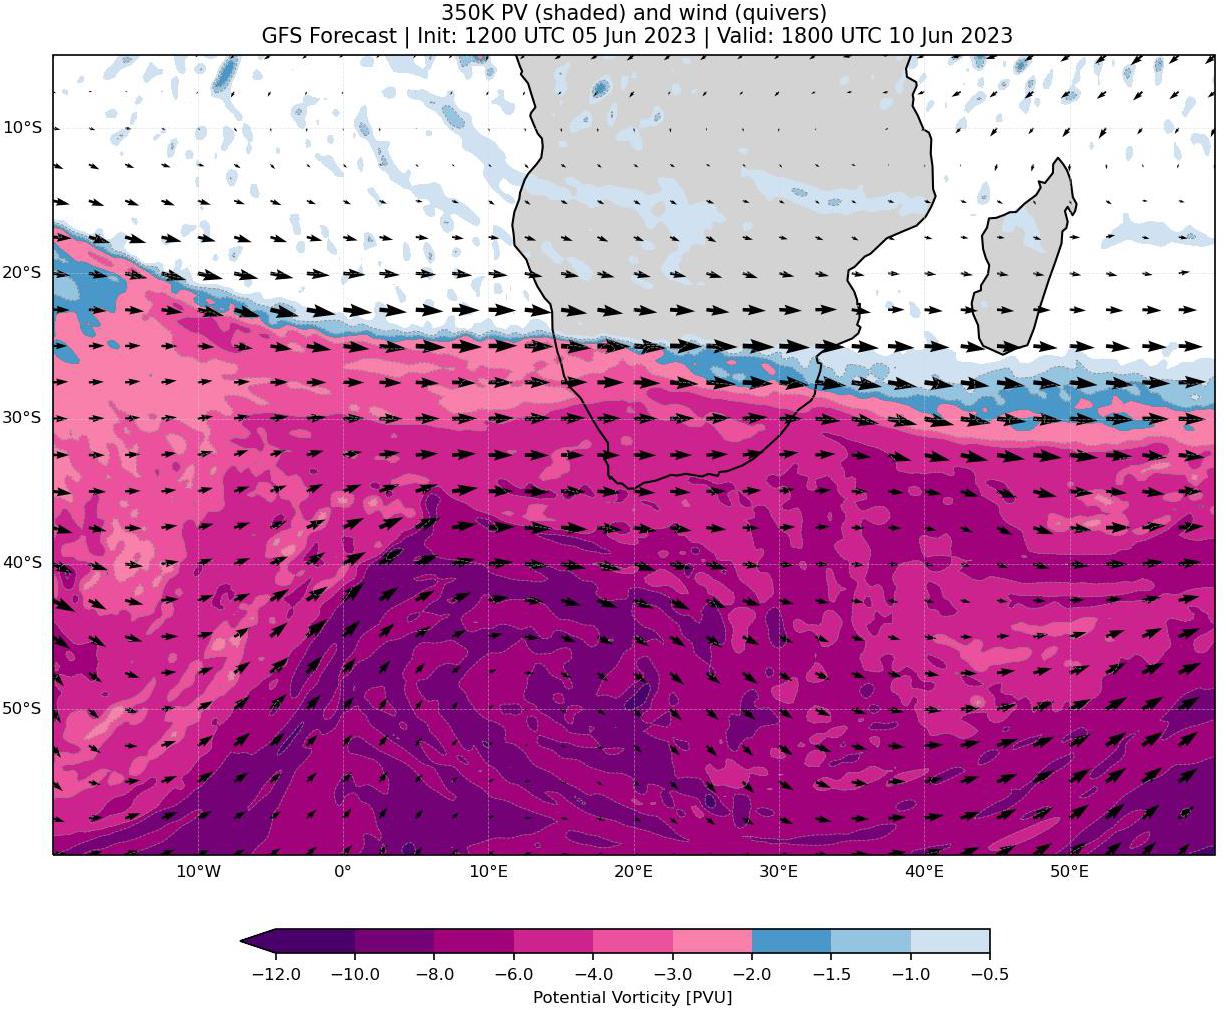 350K PV (shaded) and wind (quivers)
GFS Forecast | Init: 1200 UTC 05 Jun 2023 | Valid: 1800 UTC 10 Jun 2023
10°S
20°S
30°S
40°S
50°S
10°W 0° 10°E 20°E 30°E 40°E 50°E
−12.0 −10.0 −8.0 −6.0 −4.0 −3.0 −2.0 −1.5 −1.0 −0.5
Potential Vorticity [PVU]